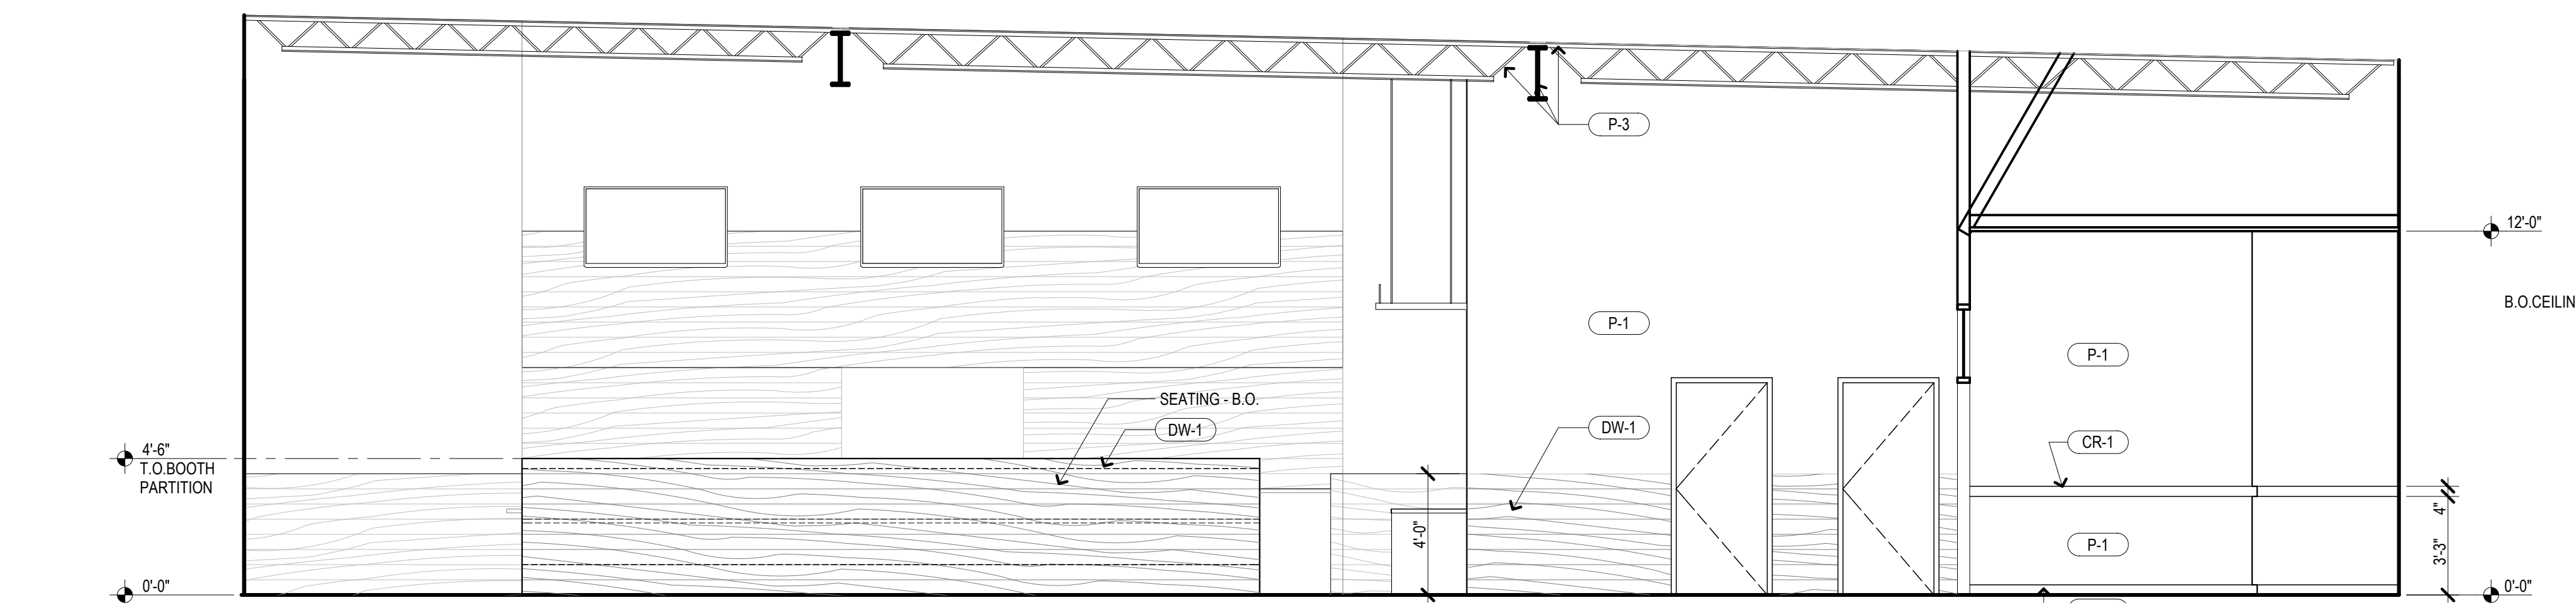 P-3
12'-0"
B.O.CEILIN
P-1
P-1
SEATING - B.O.
DW-1
DW-1
CR-1
4'-6"
T.O.BOOTH
PARTITION
4'-0"
4"
3'-3"
P-1
0'-0"
0'-0"